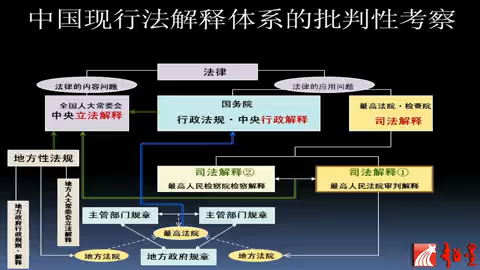 中国现行法解释体系的批判性考察
法律
法律的内容问题
法律的应用问题
全国人大常委会
中央立法解释
国务院
行政法规·中央行政解释
最高法院·检查院
司法解释
地方性法规
司法解释②
最高人民检察院检察解释
司法解释①
最高人民法院审判解释
地方政府行政规则·解释
地方人大常委会立法解释
主管部门规章
主管部门规章
最高法院
地方法院
地方政府规章
地方法院